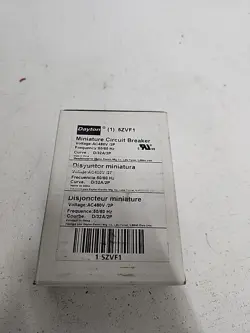 Dayton (1) 5ZVF1
Miniature Circuit Breaker
Voltage:AC480V /2P
Frequency:50/60 Hz
Curve: D/32A/2P
Disyuntor miniatura
Voltage:AC480V /2P
Frecuencia:50/60 Hz
Curva: D/32A/2P
Disjoncteur miniature
Voltage:AC480V /2P
Frequence:50/60 Hz
Courbe : D/32A/2P
1 5ZVF1